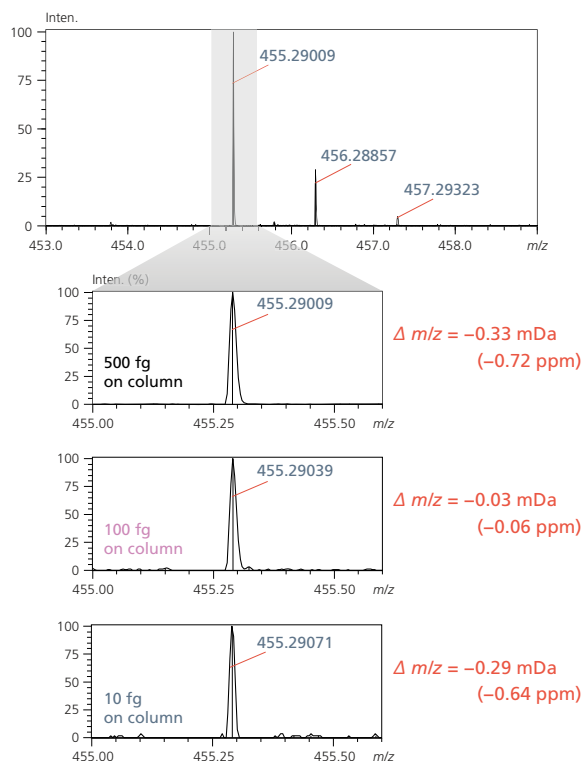 Inten.
100
455.29009
75
50
456.28857
25
457.29323
0
453.0 454.0 455.0 456.0 457.0 458.0 m/z
Inten. (%)
100
455.29009
75
50
500 fg
on column
25
0
455.00 455.25 455.50 m/z
Δ m/z = −0.33 mDa
(−0.72 ppm)
100
455.29039
75
50
100 fg
on column
25
0
455.00 455.25 455.50 m/z
Δ m/z = −0.03 mDa
(−0.06 ppm)
100
455.29071
75
50
10 fg
on column
25
0
455.00 455.25 455.50 m/z
Δ m/z = −0.29 mDa
(−0.64 ppm)